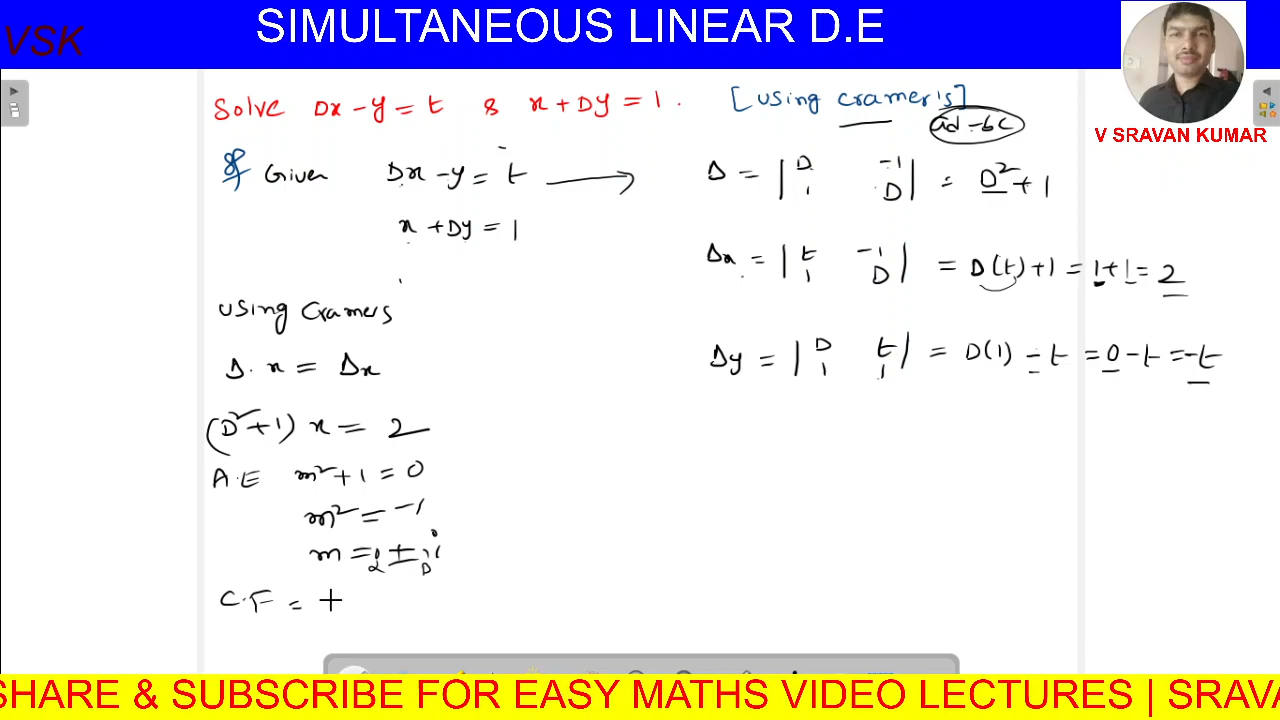 SIMULTANEOUS LINEAR D.E
VSK
V SRAVAN KUMAR
Solve Dx - y = t & x + Dy = 1. [using cramer's]
ad - bc
Given Dx - y = t
x + Dy = 1
Δ = | D -1 | = D² + 1
| 1 D |
Δx = | t -1 | = D(t) + 1 = 1 + 1 = 2
| 1 D |
Δy = | D t | = D(1) - t = 0 - t = -t
| 1 1 |
using Cramers
Δ. x = Δx
(D² + 1) x = 2
A.E m² + 1 = 0
m² = -1
m = ± i
C.F = +
SHARE & SUBSCRIBE FOR EASY MATHS VIDEO LECTURES | SRAVA